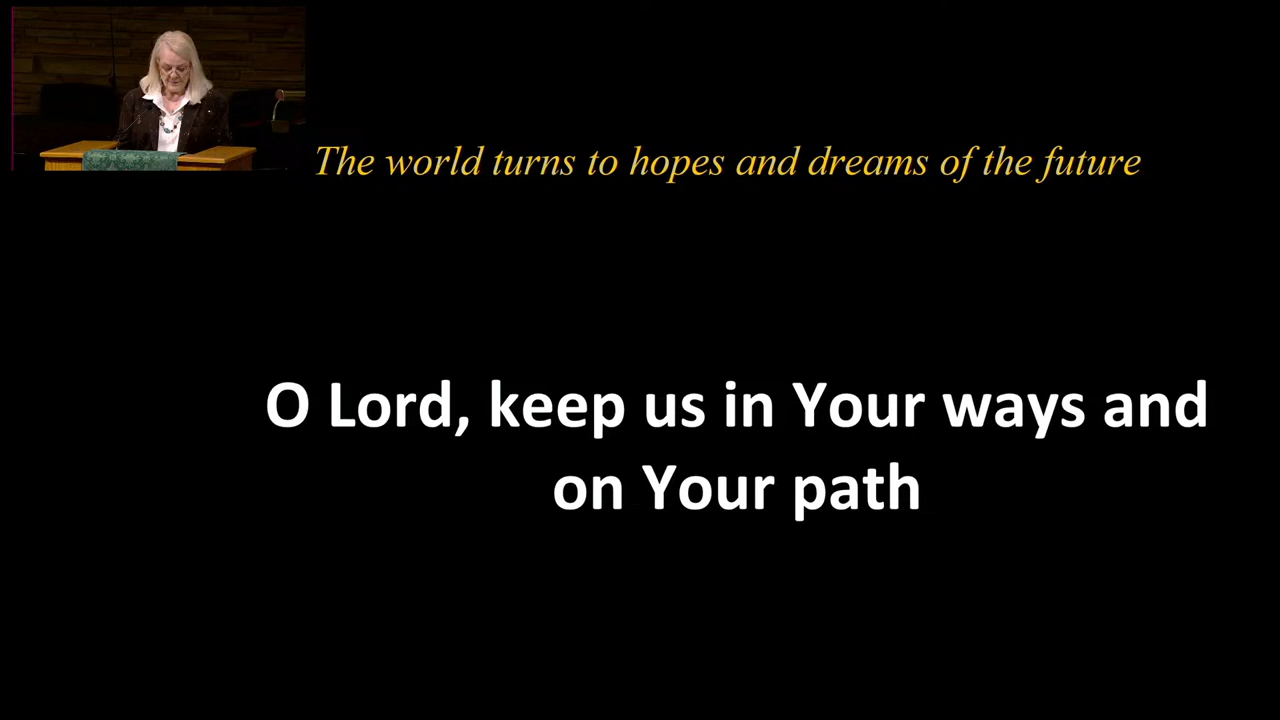 The world turns to hopes and dreams of the future
O Lord, keep us in Your ways and
on Your path